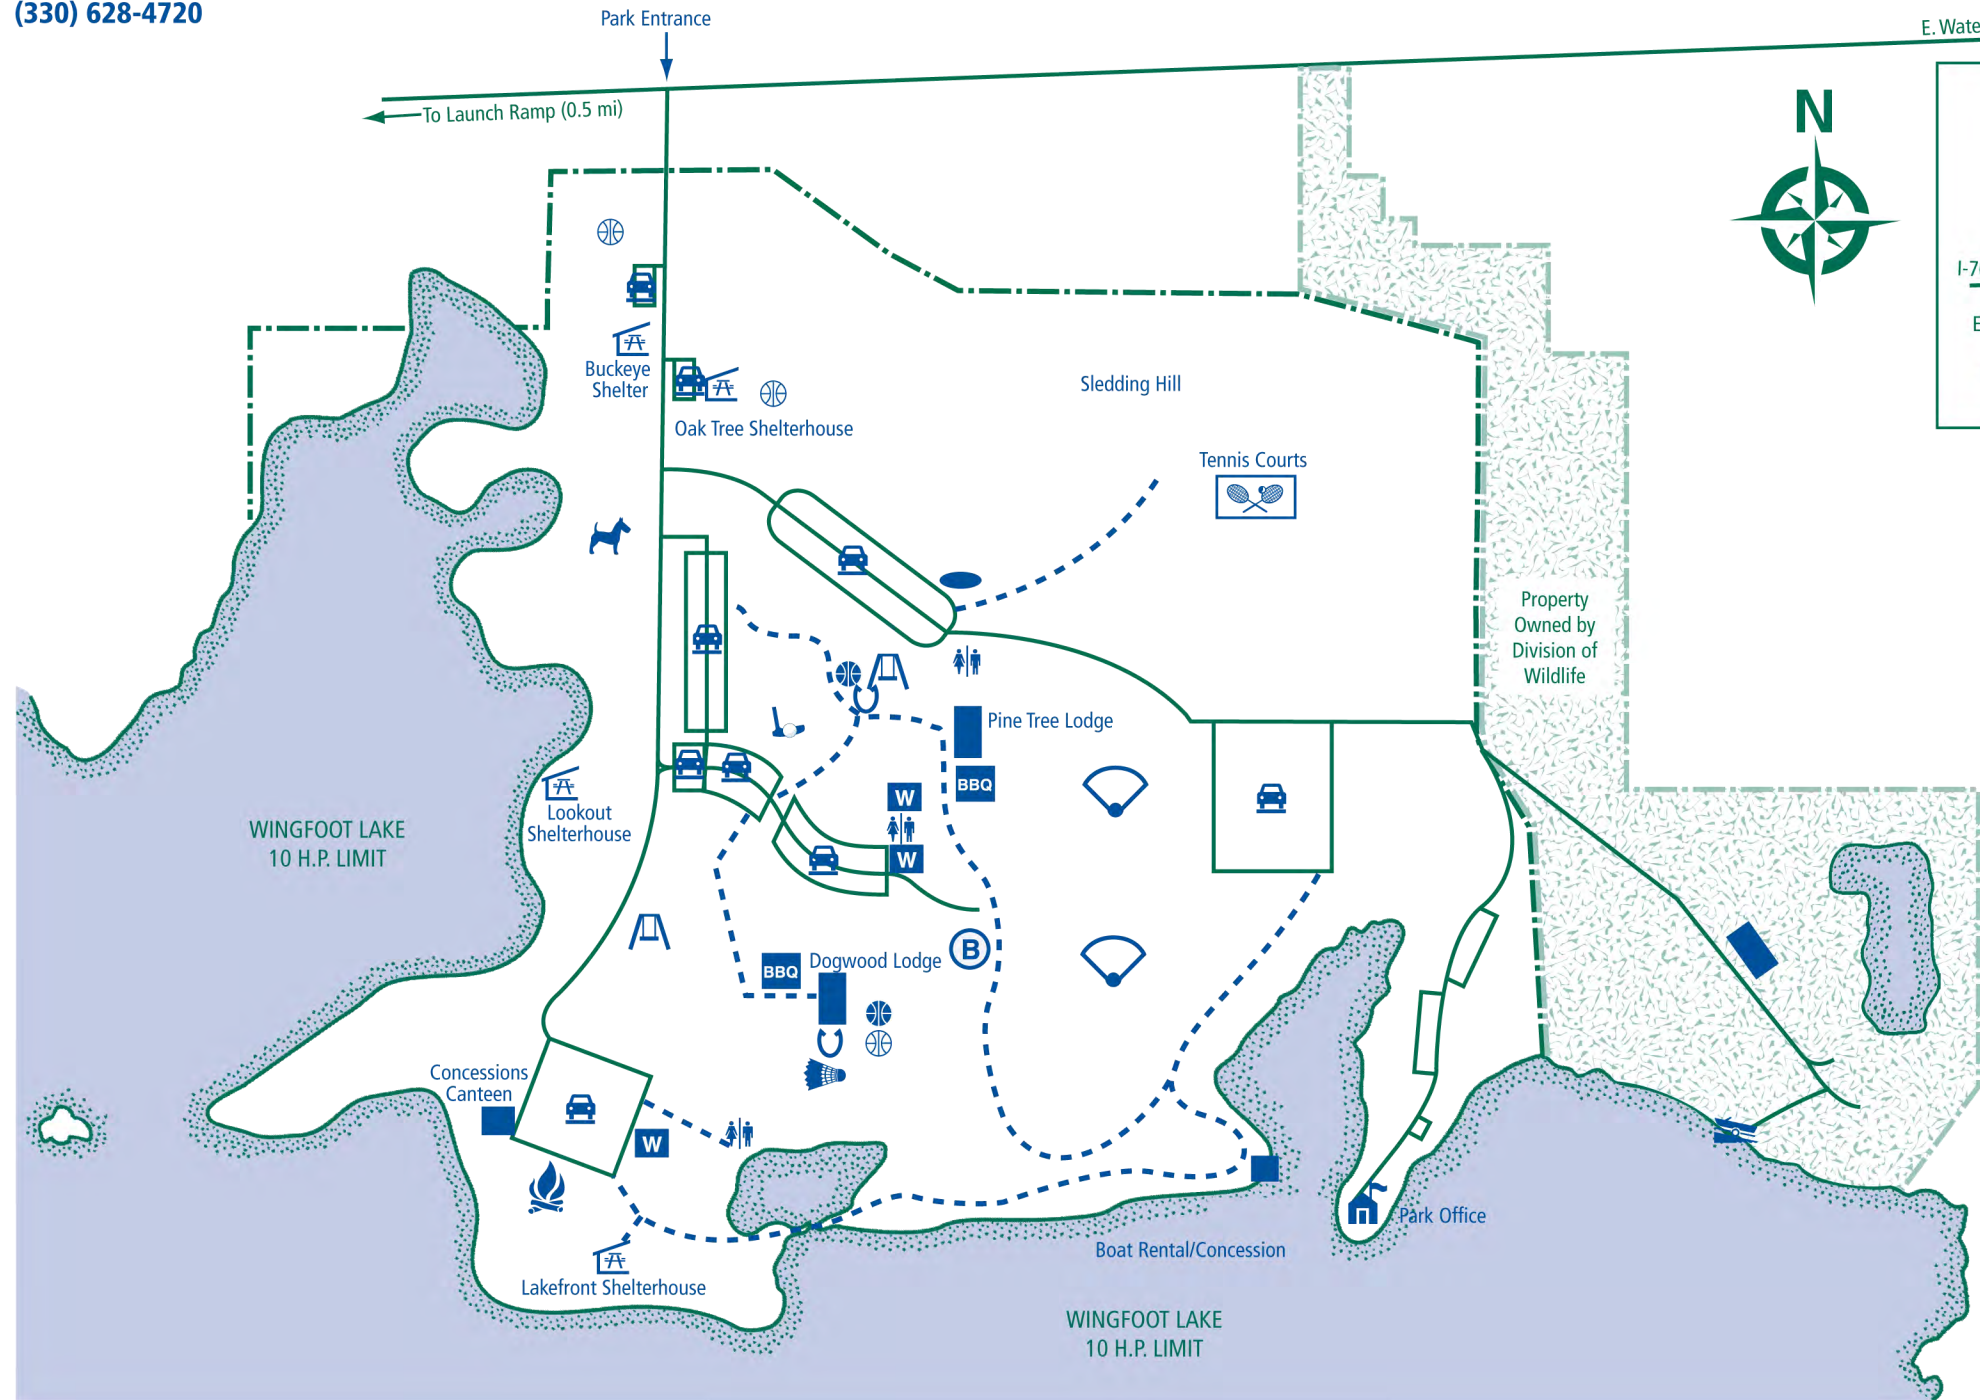 (330) 628-4720
Park Entrance
E. Wate
To Launch Ramp (0.5 mi)
N
I-7
E
Buckeye
Shelter
Sledding Hill
Oak Tree Shelterhouse
Tennis Courts
Property
Owned by
Division of
Wildlife
Pine Tree Lodge
BBQ
W
Lookout
Shelterhouse
WINGFOOT LAKE
10 H.P. LIMIT
W
B
Dogwood Lodge
BBQ
Concessions
Canteen
W
Park Office
Boat Rental/Concession
Lakefront Shelterhouse
WINGFOOT LAKE
10 H.P. LIMIT